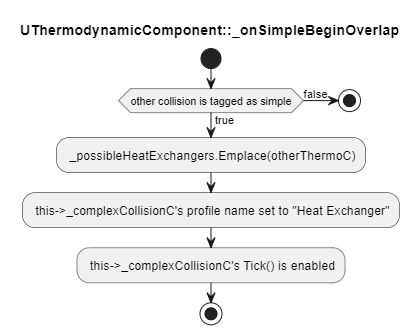 UThermodynamicComponent::_onSimpleBeginOverlap
other collision is tagged as simple
false
true
_possibleHeatExchangers.Emplace(otherThermoC)
this->_complexCollisionC's profile name set to "Heat Exchanger"
this->_complexCollisionC's Tick() is enabled